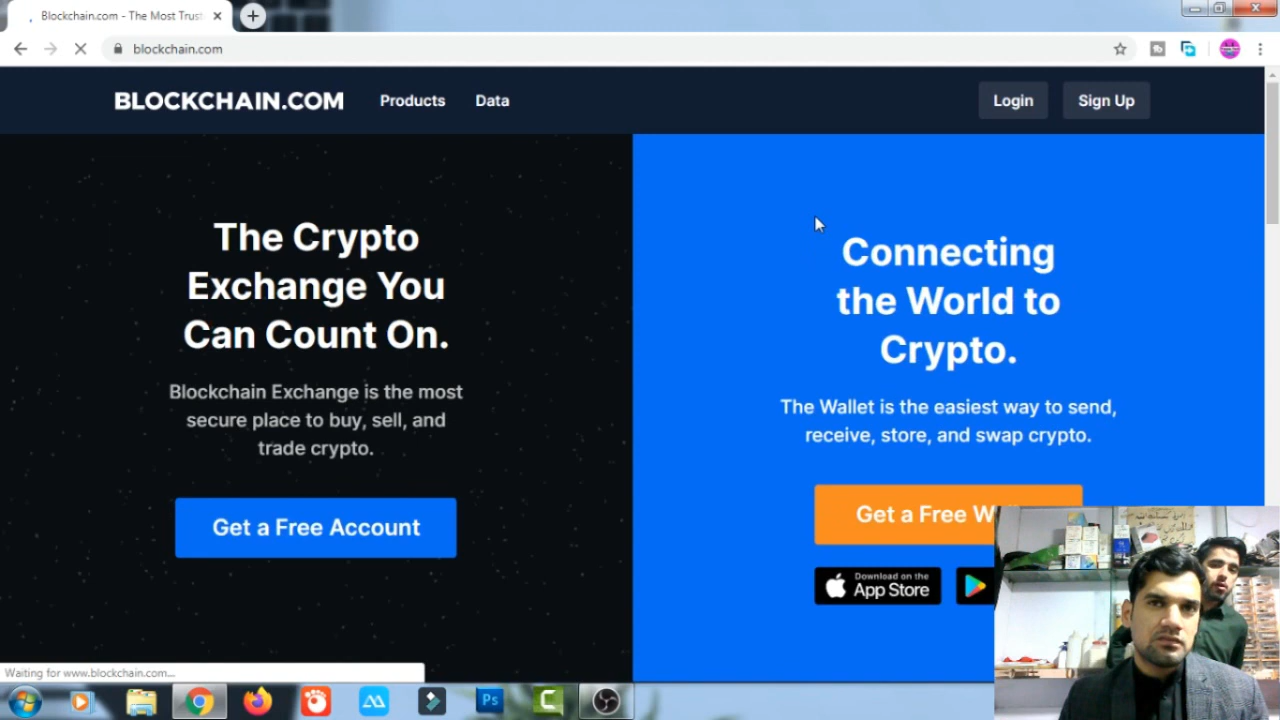 Blockchain.com - The Most Trust
blockchain.com
BLOCKCHAIN.COM
Products
Data
Login
Sign Up
The Crypto
Exchange You
Can Count On.
Blockchain Exchange is the most
secure place to buy, sell, and
trade crypto.
Get a Free Account
Connecting
the World to
Crypto.
The Wallet is the easiest way to send,
receive, store, and swap crypto.
Get a Free W
Download on the
App Store
Waiting for www.blockchain.com...
Ps